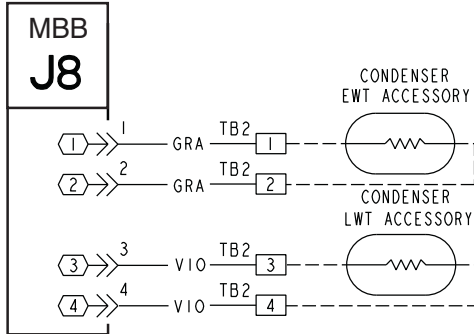 MBB
J8
CONDENSER
EWT ACCESSORY
1 1 GRA TB2 1
2 2 GRA TB2 2
CONDENSER
LWT ACCESSORY
3 3 VIO TB2 3
4 4 VIO TB2 4